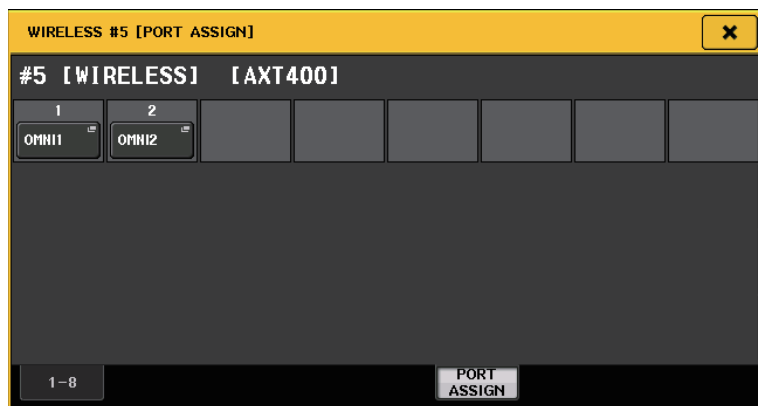 WIRELESS #5 [PORT ASSIGN]
#5 [WIRELESS] [AXT400]
1 2
OMNI1 OMNI2
1-8
PORT
ASSIGN